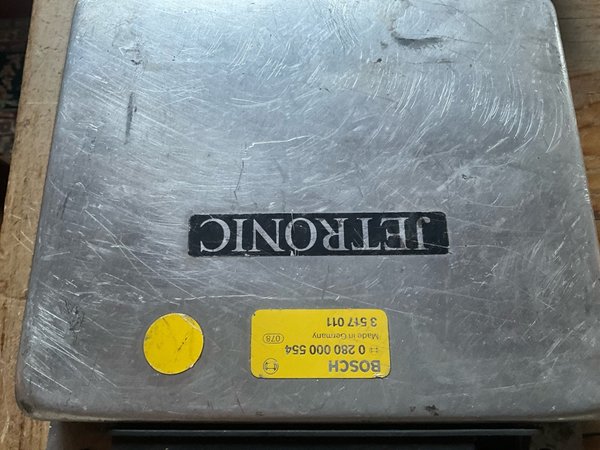 JETRONIC
BOSCH
# 0 280 000 554
Made in Germany 078
3 517 011